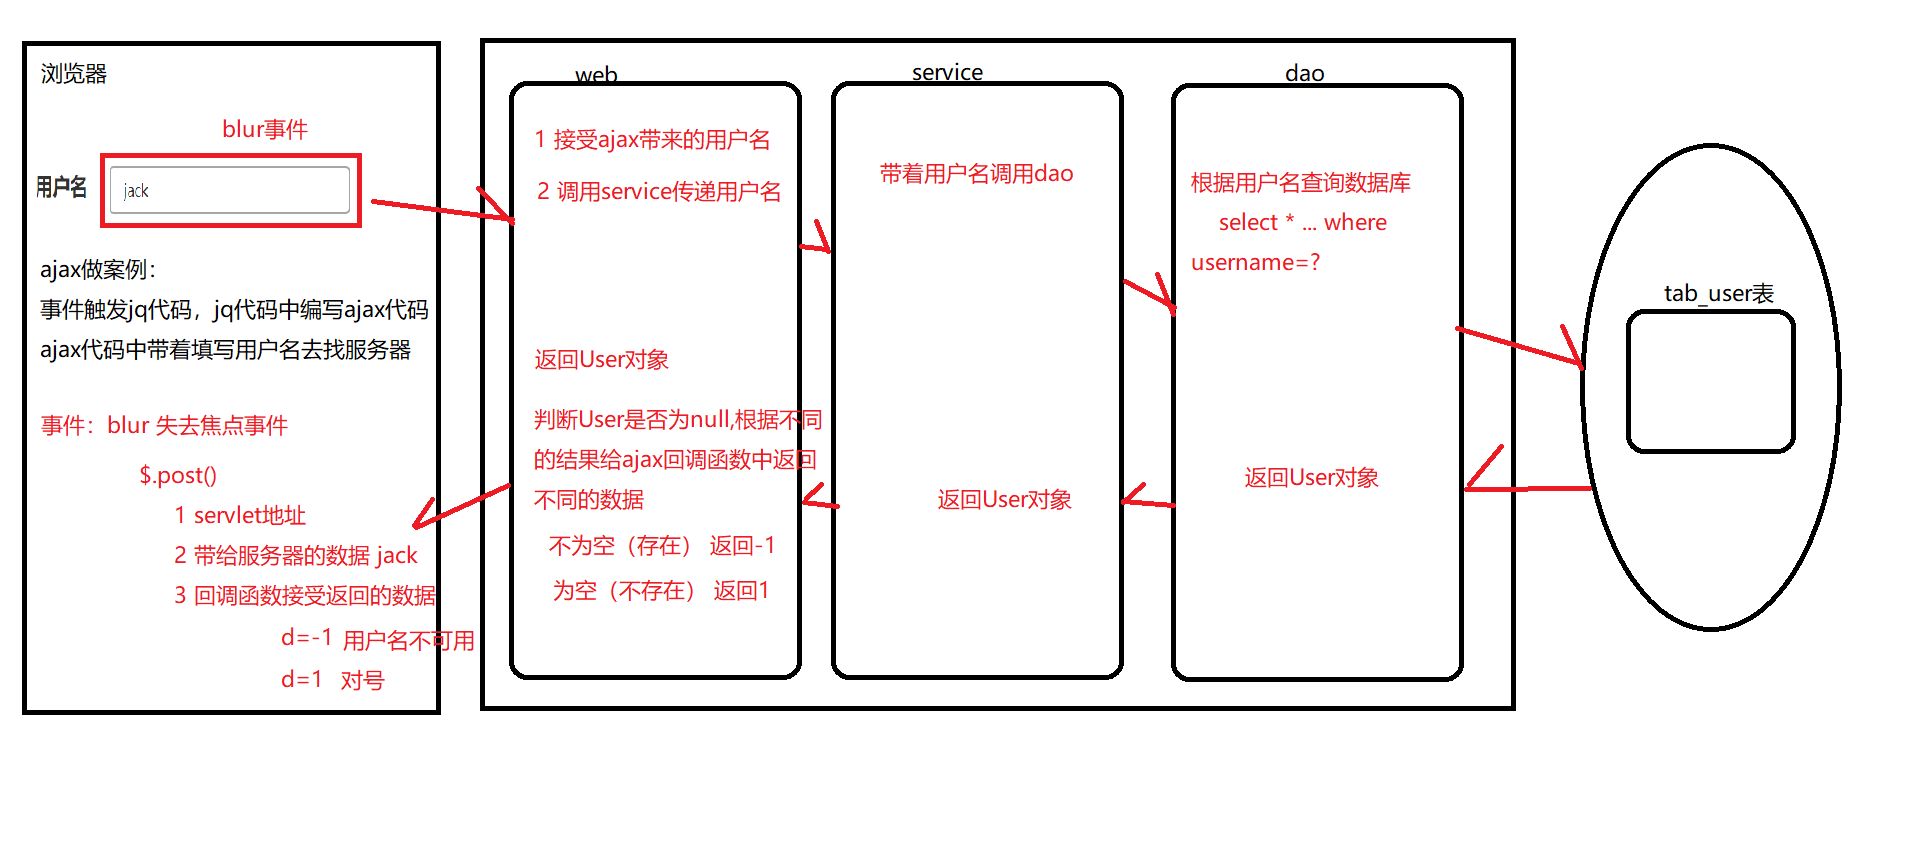 浏览器
blur事件
用户名
jack
ajax做案例：
事件触发jq代码，jq代码中编写ajax代码
ajax代码中带着填写用户名去找服务器
事件：blur 失去焦点事件
$.post()
1 servlet地址
2 带给服务器的数据 jack
3 回调函数接受返回的数据
d=-1 用户名不可用
d=1 对号
web
1 接受ajax带来的用户名
2 调用service传递用户名
返回User对象
判断User是否为null,根据不同
的结果给ajax回调函数中返回
不同的数据
不为空（存在） 返回-1
为空（不存在） 返回1
service
带着用户名调用dao
返回User对象
dao
根据用户名查询数据库
select * ... where
username=?
返回User对象
tab_user表